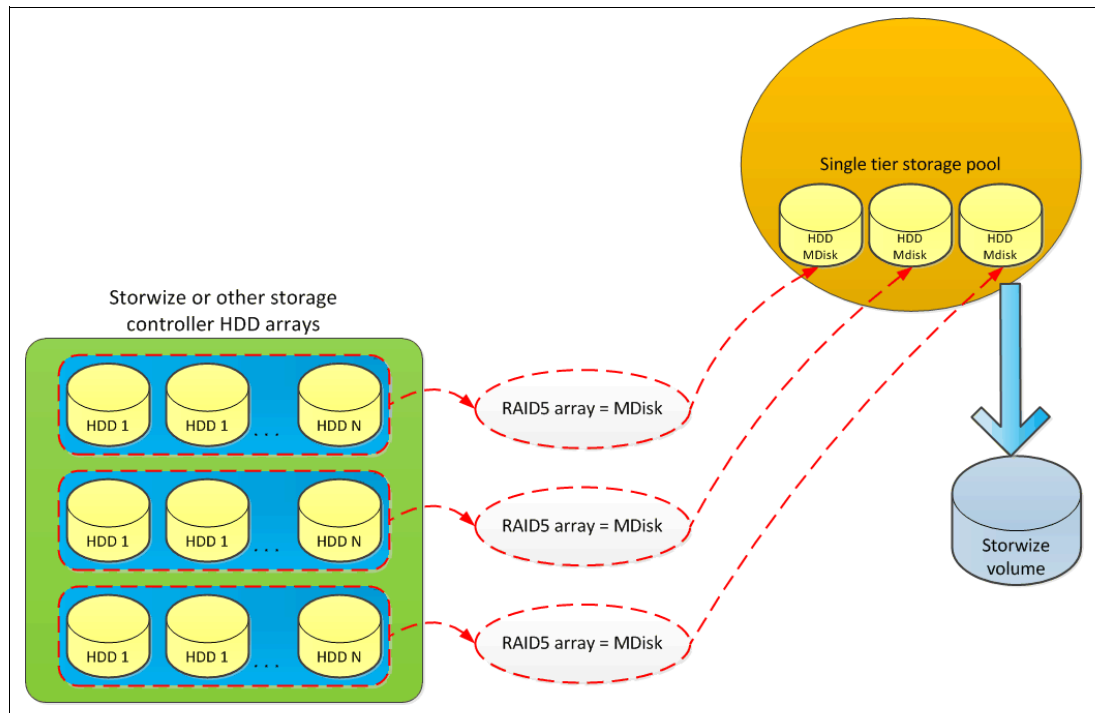 Single tier storage pool
HDD
MDisk
HDD
Mdisk
HDD
Mdisk
Storwize or other storage
controller HDD arrays
HDD 1
HDD 1
. . .
HDD N
RAID5 array = MDisk
HDD 1
HDD 1
. . .
HDD N
RAID5 array = MDisk
HDD 1
HDD 1
. . .
HDD N
RAID5 array = MDisk
Storwize
volume